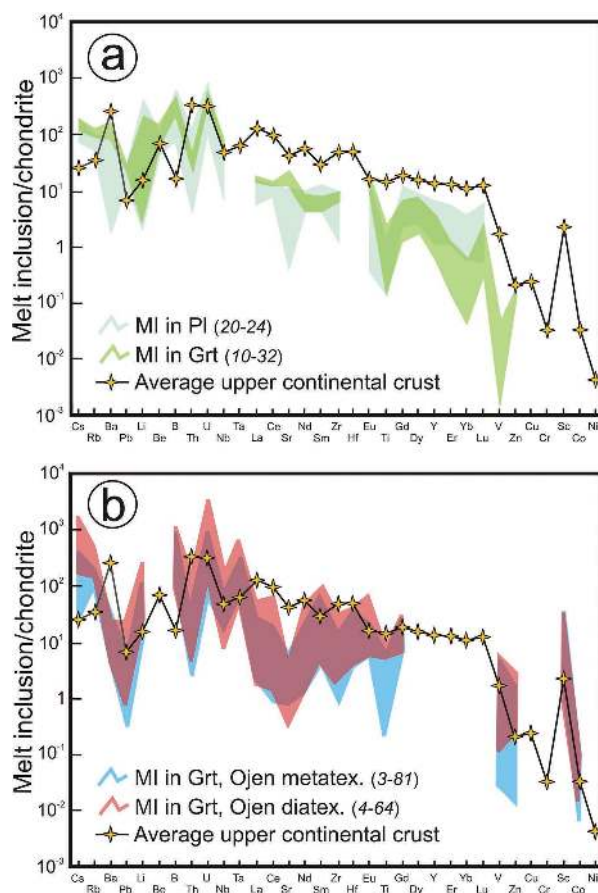 a
Melt inclusion/chondrite
10⁴
10³
10²
10¹
1
10⁻¹
10⁻²
10⁻³
MI in Pl (20-24)
MI in Grt (10-32)
Average upper continental crust
Cs Ba Li B U Ta Ce Nd Zr Eu Gd Y Yb V Cu Sc Ni
Rb Pb Be Th Nb La Sr Sm Hf Ti Dy Er Lu Zn Cr Co
b
Melt inclusion/chondrite
10⁴
10³
10²
10¹
1
10⁻¹
10⁻²
10⁻³
MI in Grt, Ojen metatex. (3-81)
MI in Grt, Ojen diatex. (4-64)
Average upper continental crust
Cs Ba Li B U Ta Ce Nd Zr Eu Gd Y Yb V Cu Sc Ni
Rb Pb Be Th Nb La Sr Sm Hf Ti Dy Er Lu Zn Cr Co